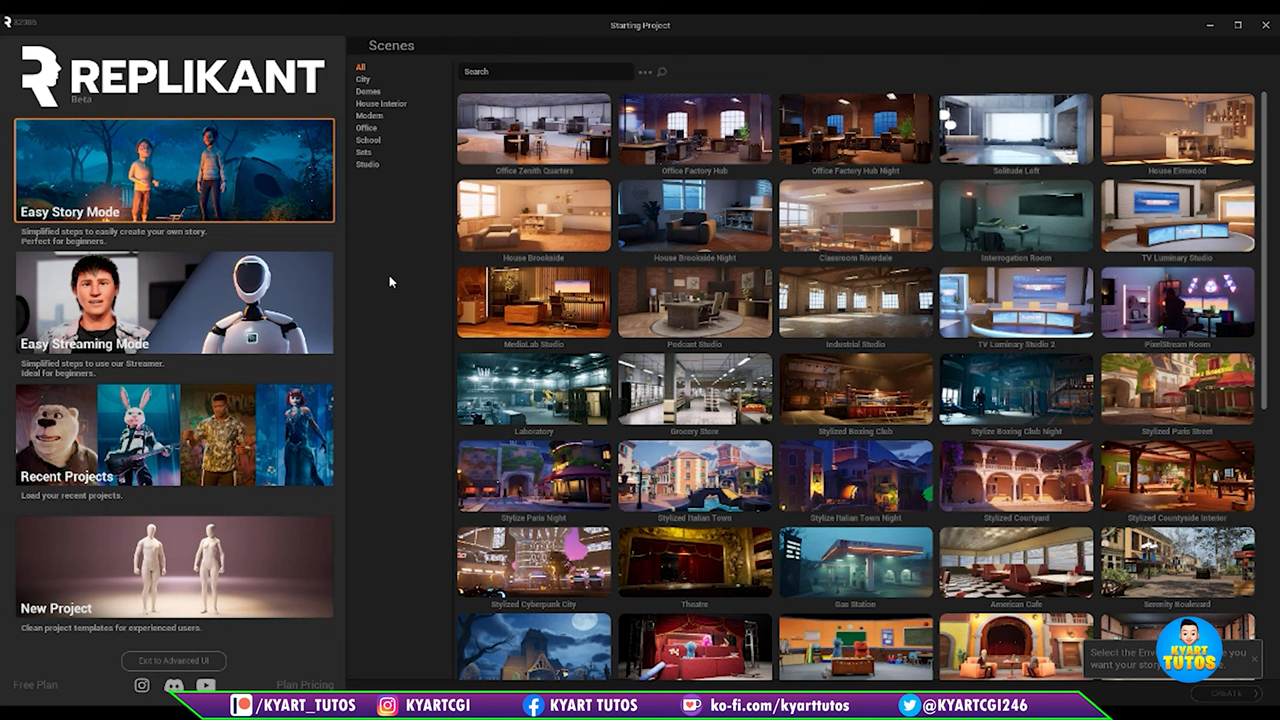 Starting Project
REPLIKANT
Beta
Easy Story Mode
Simplified steps to easily create your own story.
Perfect for beginners.
Easy Streaming Mode
Simplified steps to use our Streamer.
Ideal for beginners.
Recent Projects
Load your recent projects.
New Project
Clean project templates for experienced users.
Exit to Advanced UI
Free Plan
Plan Pricing
Scenes
All
City
Domes
House Interior
Modern
Office
School
Sets
Studio
Search
Office Zenith Quarters
Office Factory Hub
Office Factory Hub Night
Solitude Loft
House Elmwood
House Brookside
House Brookside Night
Classroom Riverdale
Interrogation Room
TV Luminary Studio
MediaLab Studio
Podcast Studio
Industrial Studio
TV Luminary Studio 2
PixelStream Room
Laboratory
Grocery Store
Stylized Boxing Club
Stylize Boxing Club Night
Stylized Paris Street
Stylize Paris Night
Stylized Italian Town
Stylize Italian Town Night
Stylized Courtyard
Stylized Countryside Interior
Stylized Cyberpunk City
Theatre
Gas Station
American Cafe
Serenity Boulevard
Select the
you
want your story
KYART
TUTOS
CREATE
/KYART_TUTOS
KYARTCGI
KYART TUTOS
ko-fi.com/kyarttutos
@KYARTCGI246